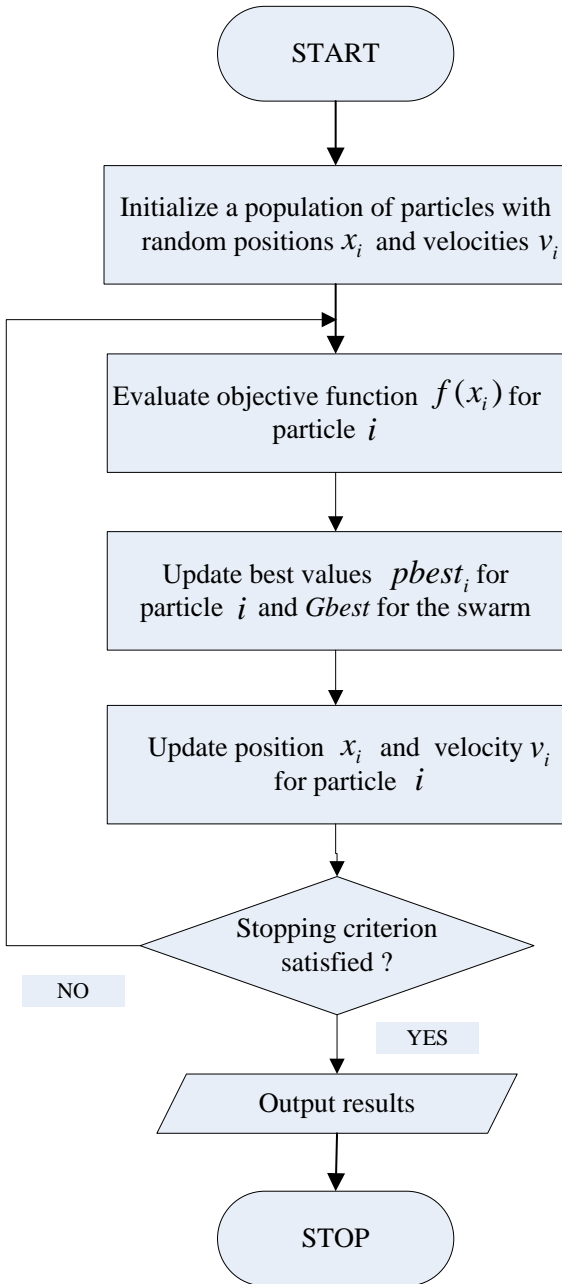 START
Initialize a population of particles with
random positions x_i and velocities v_i
Evaluate objective function f(x_i) for
particle i
Update best values pbest_i for
particle i and Gbest for the swarm
Update position x_i and velocity v_i
for particle i
Stopping criterion
satisfied ?
NO
YES
Output results
STOP